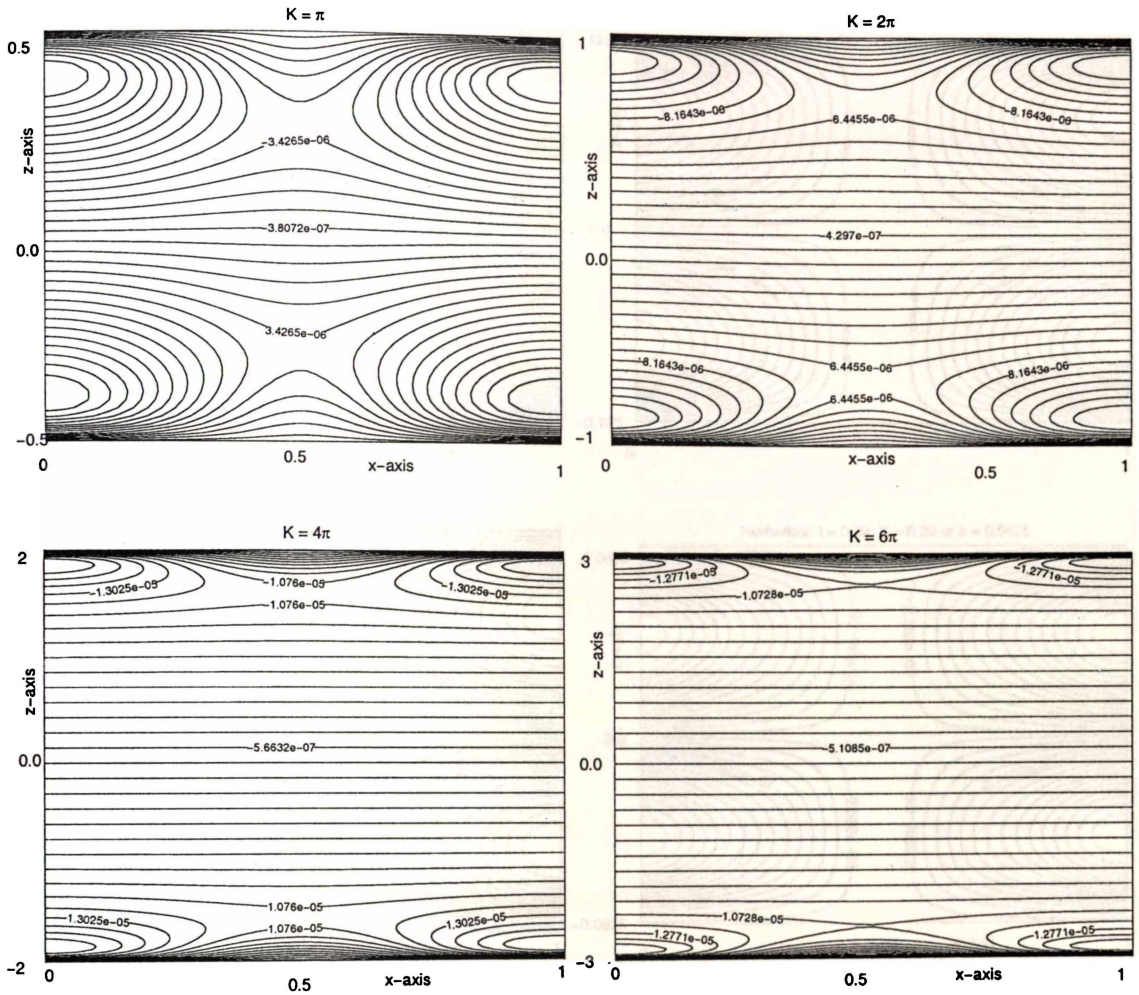 K = π
0.5
z-axis
0.0
-0.5
-3.4265e-06
-3.8072e-07
3.4265e-06
0
0.5
x-axis
1
K = 2π
1
z-axis
0.0
-1
-8.1643e-06
-6.4455e-06
-8.1643e-06
-4.297e-07
8.1643e-06
6.4455e-06
8.1643e-06
6.4455e-06
0
x-axis
0.5
1
K = 4π
2
z-axis
0.0
-2
-1.3025e-05
-1.076e-05
-1.3025e-05
-1.076e-05
-5.6632e-07
1.076e-05
1.3025e-05
1.076e-05
1.3025e-05
0
0.5
x-axis
1
K = 6π
3
z-axis
0.0
-3
-1.2771e-05
-1.2771e-05
-1.0728e-05
-5.1085e-07
1.0728e-05
1.2771e-05
1.2771e-05
0
0.5
x-axis
1